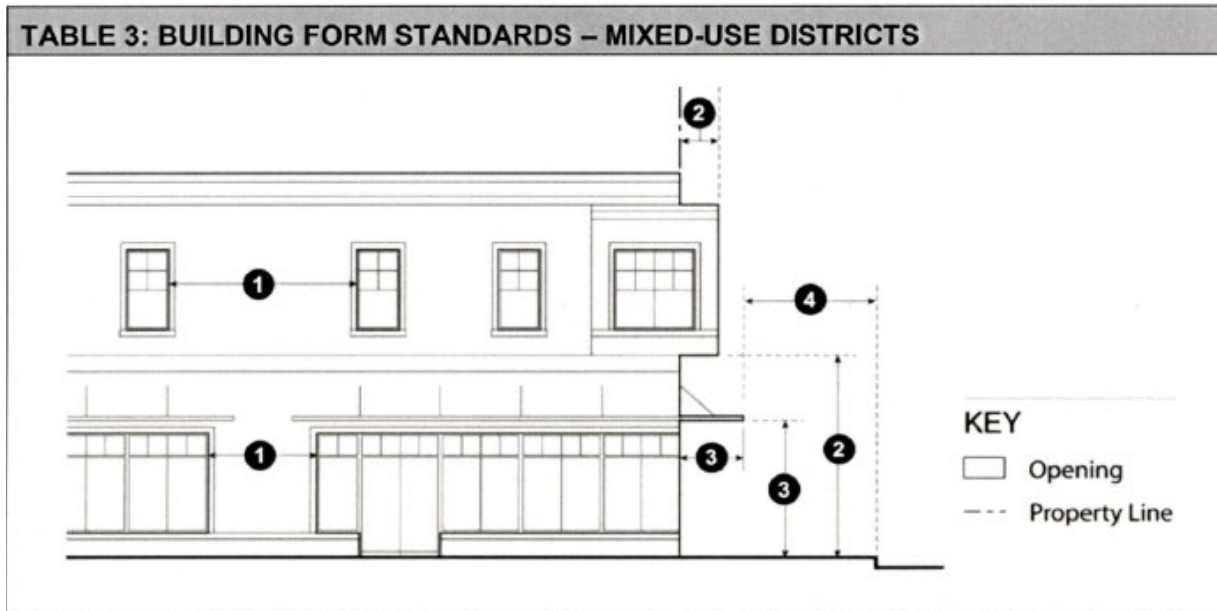 TABLE 3: BUILDING FORM STANDARDS – MIXED-USE DISTRICTS
2
1
4
1
3
2
3
KEY
Opening
Property Line